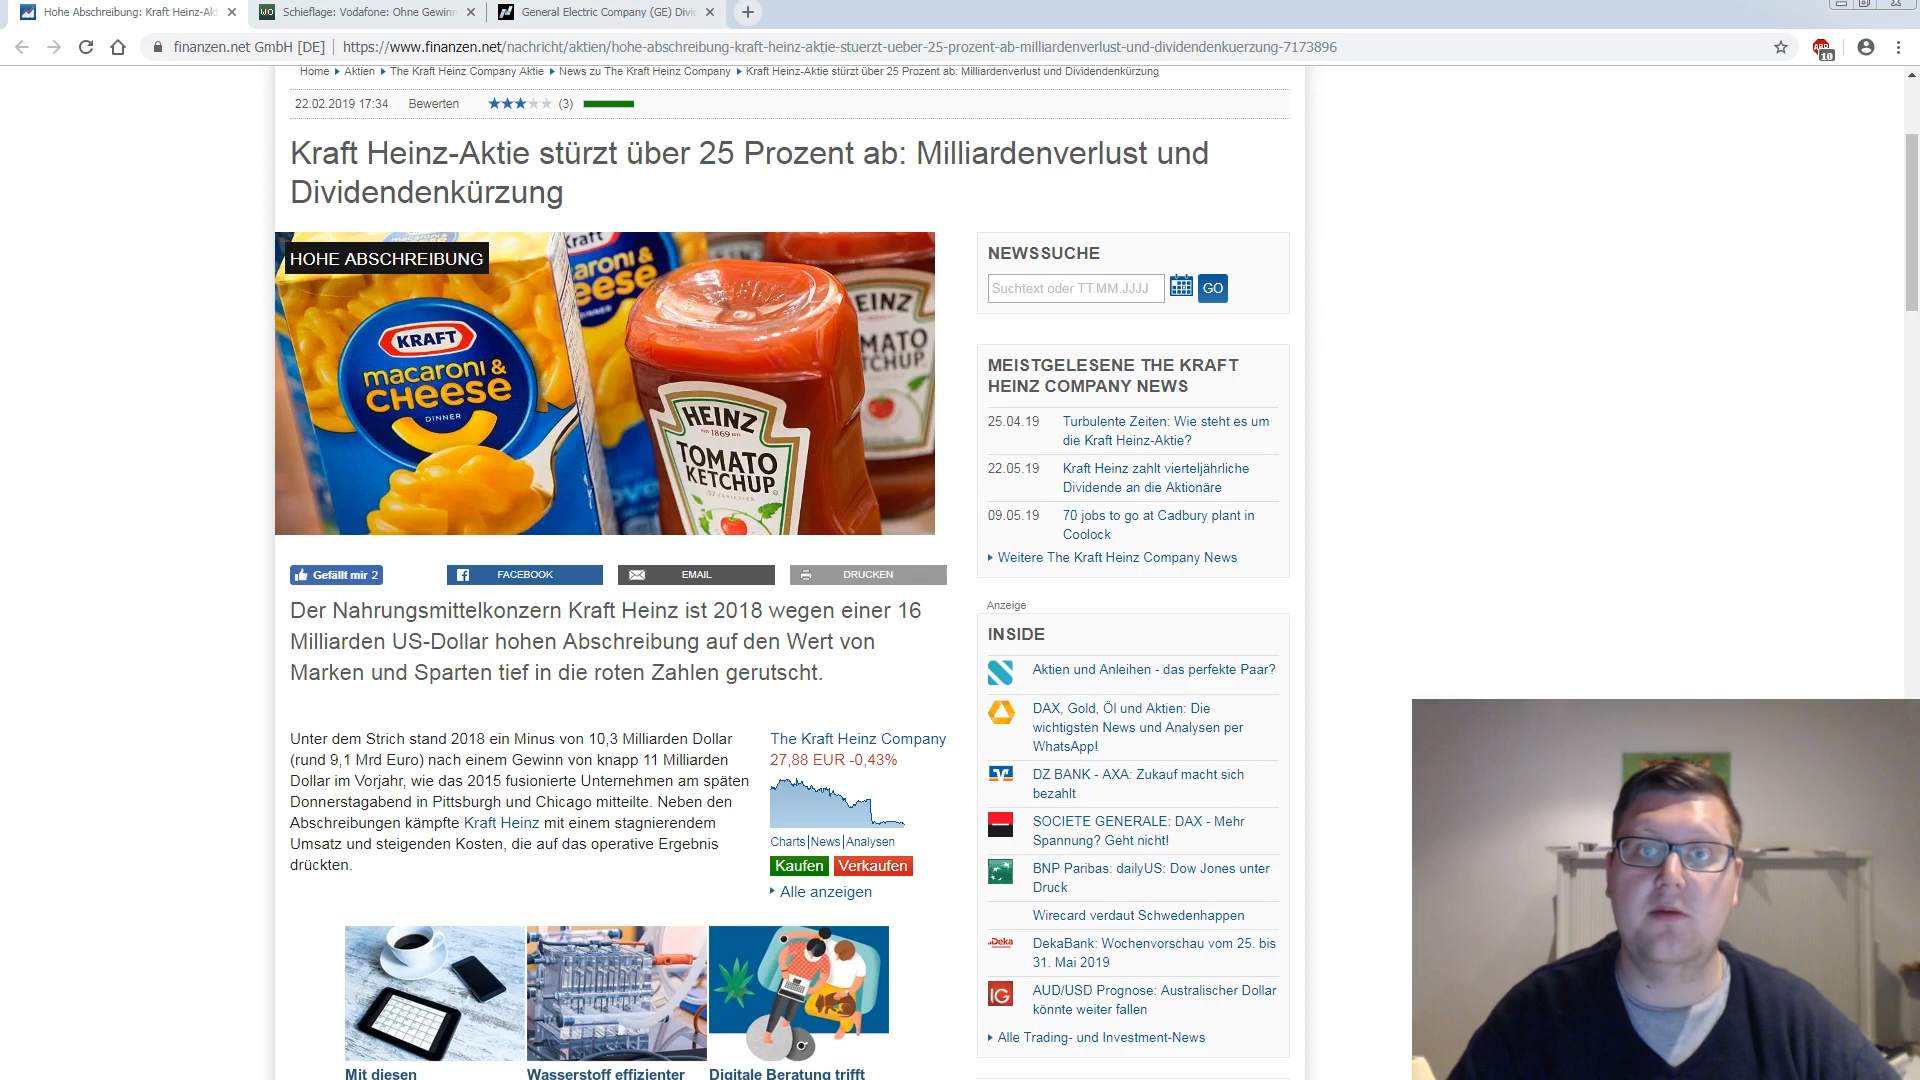 Hohe Abschreibung: Kraft Heinz-Ak
Schieflage: Vodafone: Ohne Gewinn
General Electric Company (GE) Divi
finanzen.net GmbH [DE]
https://www.finanzen.net/nachricht/aktien/hohe-abschreibung-kraft-heinz-aktie-stuerzt-ueber-25-prozent-ab-milliardenverlust-und-dividendenkuerzung-7173896
ABP
10
Home Aktien The Kraft Heinz Company Aktie News zu The Kraft Heinz Company Kraft Heinz-Aktie stürzt über 25 Prozent ab: Milliardenverlust und Dividendenkürzung
22.02.2019 17:34 Bewerten (3)
Kraft Heinz-Aktie stürzt über 25 Prozent ab: Milliardenverlust und
Dividendenkürzung
HOHE ABSCHREIBUNG
KRAFT
macaroni &
CHEESE
DINNER
Kraft
aroni &
eese
DINNER
HEINZ
1869
TOMATO
KETCHUP
57 VARIETIES
EINZ
MATO
TCHUP
Gefällt mir 2
FACEBOOK
EMAIL
DRUCKEN
Der Nahrungsmittelkonzern Kraft Heinz ist 2018 wegen einer 16
Milliarden US-Dollar hohen Abschreibung auf den Wert von
Marken und Sparten tief in die roten Zahlen gerutscht.
Unter dem Strich stand 2018 ein Minus von 10,3 Milliarden Dollar
(rund 9,1 Mrd Euro) nach einem Gewinn von knapp 11 Milliarden
Dollar im Vorjahr, wie das 2015 fusionierte Unternehmen am späten
Donnerstagabend in Pittsburgh und Chicago mitteilte. Neben den
Abschreibungen kämpfte Kraft Heinz mit einem stagnierendem
Umsatz und steigenden Kosten, die auf das operative Ergebnis
drückten.
The Kraft Heinz Company
27,88 EUR -0,43%
Charts|News|Analysen
Kaufen Verkaufen
Alle anzeigen
Mit diesen
Wasserstoff effizienter
Digitale Beratung trifft
NEWSSUCHE
Suchtext oder TT.MM.JJJJ
GO
MEISTGELESENE THE KRAFT
HEINZ COMPANY NEWS
25.04.19 Turbulente Zeiten: Wie steht es um
die Kraft Heinz-Aktie?
22.05.19 Kraft Heinz zahlt vierteljährliche
Dividende an die Aktionäre
09.05.19 70 jobs to go at Cadbury plant in
Coolock
Weitere The Kraft Heinz Company News
Anzeige
INSIDE
Aktien und Anleihen - das perfekte Paar?
DAX, Gold, Öl und Aktien: Die
wichtigsten News und Analysen per
WhatsApp!
DZ BANK - AXA: Zukauf macht sich
bezahlt
SOCIETE GENERALE: DAX - Mehr
Spannung? Geht nicht!
BNP Paribas: dailyUS: Dow Jones unter
Druck
Wirecard verdaut Schwedenhappen
Deka
DekaBank: Wochenvorschau vom 25. bis
31. Mai 2019
IG
AUD/USD Prognose: Australischer Dollar
könnte weiter fallen
Alle Trading- und Investment-News